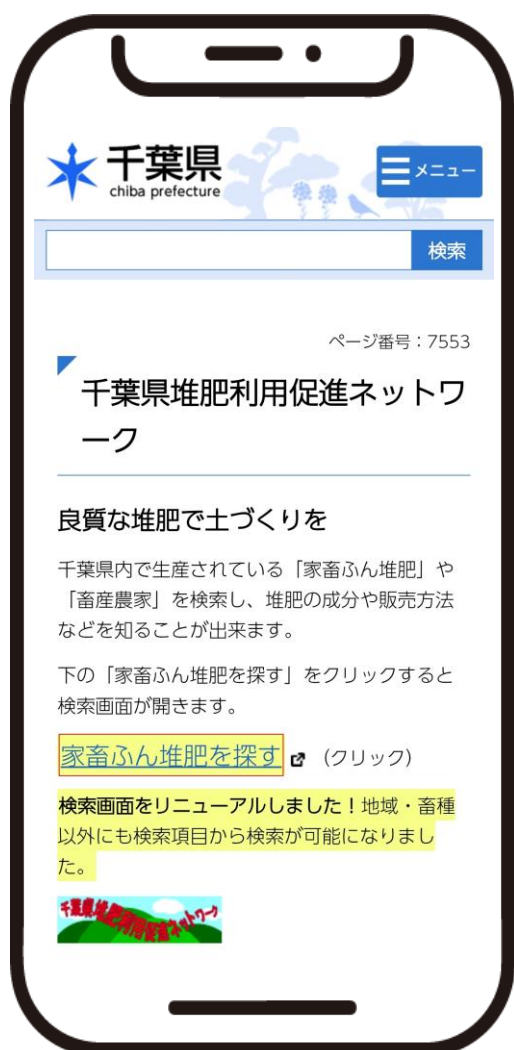 千葉県
chiba prefecture
メニュー
検索
ページ番号：7553
千葉県堆肥利用促進ネットワ
ーク
良質な堆肥で土づくりを
千葉県内で生産されている「家畜ふん堆肥」や
「畜産農家」を検索し、堆肥の成分や販売方法
などを知ることが出来ます。
下の「家畜ふん堆肥を探す」をクリックすると
検索画面が開きます。
家畜ふん堆肥を探す （クリック）
検索画面をリニューアルしました！地域・畜種
以外にも検索項目から検索が可能になりまし
た。
千葉県堆肥利用促進ネットワーク